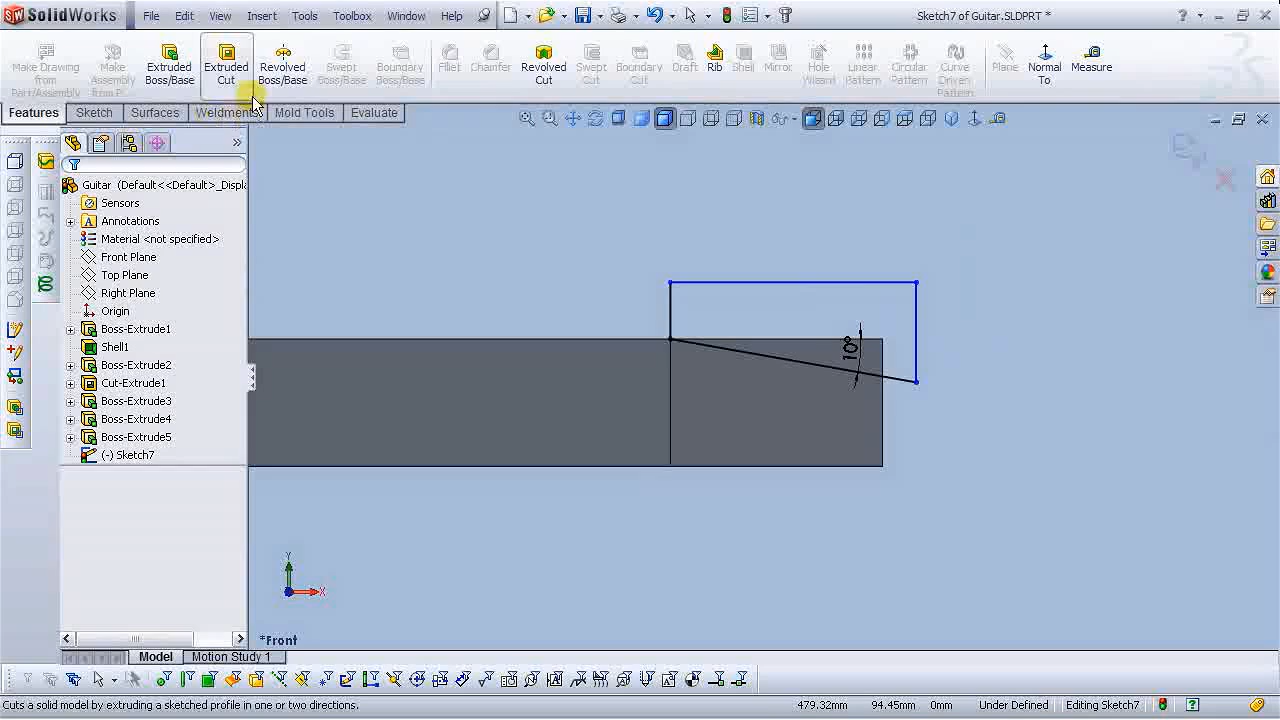 SolidWorks File Edit View Insert Tools Toolbox Window Help Sketch7 of Guitar.SLDPRT *
Make Drawing from Part/Assembly
Make Assembly from P
Extruded Boss/Base
Extruded Cut
Revolved Boss/Base
Swept Boss/Base
Boundary Boss/Base
Fillet
Chamfer
Revolved Cut
Swept Cut
Boundary Cut
Draft
Rib
Shell
Mirror
Hole Wizard
Linear Pattern
Circular Pattern
Curve Driven Pattern
Plane
Normal To
Measure
Features Sketch Surfaces Weldments Mold Tools Evaluate
Guitar (Default<<Default>_Displa
Sensors
Annotations
Material <not specified>
Front Plane
Top Plane
Right Plane
Origin
Boss-Extrude1
Shell1
Boss-Extrude2
Cut-Extrude1
Boss-Extrude3
Boss-Extrude4
Boss-Extrude5
(-) Sketch7
10°
Y
X
*Front
Model Motion Study 1
Cuts a solid model by extruding a sketched profile in one or two directions. 479.32mm 94.45mm 0mm Under Defined Editing Sketch7